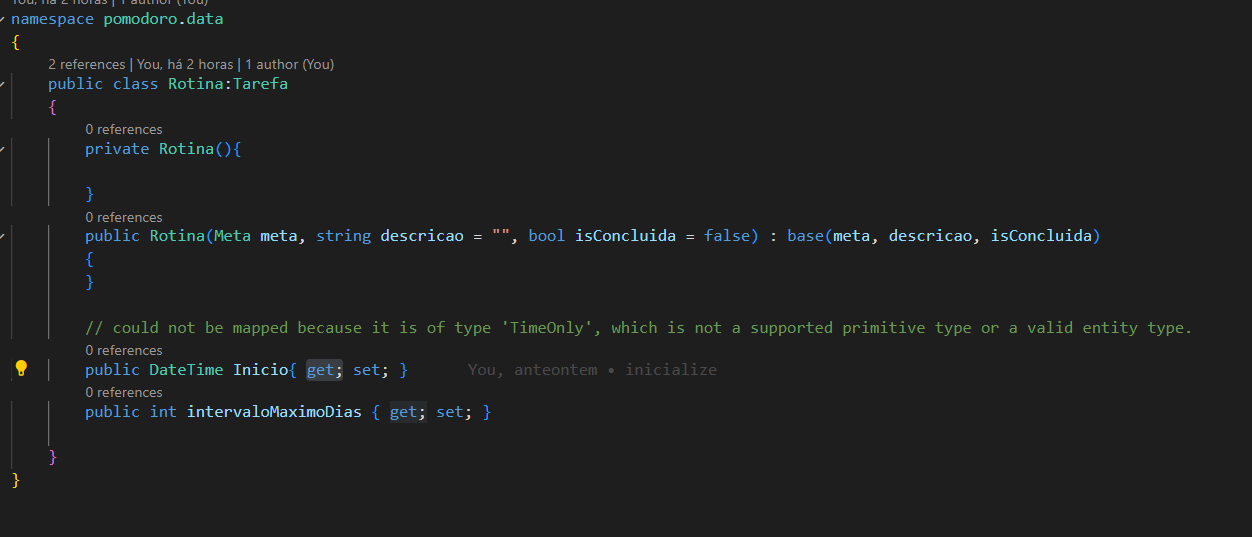 You, há 2 horas | 1 author (You)
namespace pomodoro.data
{
2 references | You, há 2 horas | 1 author (You)
public class Rotina:Tarefa
{
0 references
private Rotina(){
}
0 references
public Rotina(Meta meta, string descricao = "", bool isConcluida = false) : base(meta, descricao, isConcluida)
{
}
// could not be mapped because it is of type 'TimeOnly', which is not a supported primitive type or a valid entity type.
0 references
public DateTime Inicio{ get; set; } You, anteontem • inicialize
0 references
public int intervaloMaximoDias { get; set; }
}
}